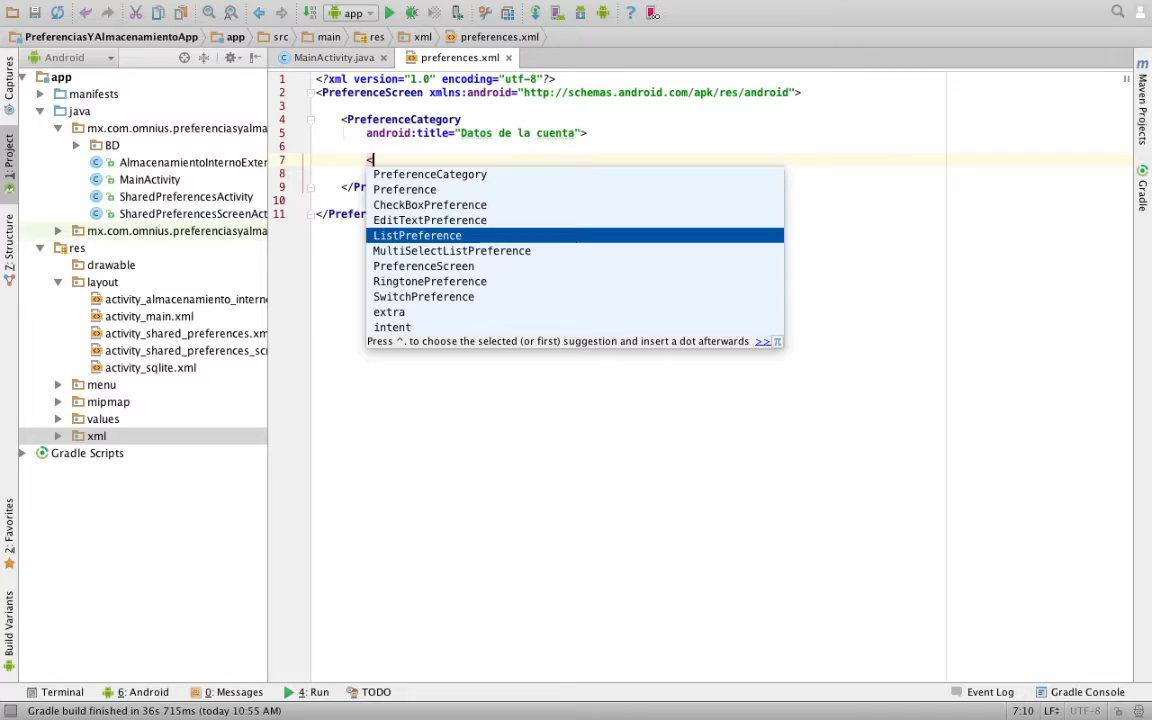 app
PreferenciasYAlmacenamientoApp
app
src
main
res
xml
preferences.xml
Captures
1: Project
Z: Structure
2: Favorites
Build Variants
Android
app
manifests
java
mx.com.omnius.preferenciasyalma
BD
AlmacenamientoInternoExter
MainActivity
SharedPreferencesActivity
SharedPreferencesScreenAct
mx.com.omnius.preferenciasyalma
res
drawable
layout
activity_almacenamiento_intern
activity_main.xml
activity_shared_preferences.xm
activity_shared_preferences_sc
activity_sqlite.xml
menu
mipmap
values
xml
Gradle Scripts
MainActivity.java
preferences.xml
1 <?xml version="1.0" encoding="utf-8"?>
2 <PreferenceScreen xmlns:android="http://schemas.android.com/apk/res/android">
3
4 <PreferenceCategory
5 android:title="Datos de la cuenta">
6
7 <
8
9 </Pr
10
11 </Prefer
PreferenceCategory
Preference
CheckBoxPreference
EditTextPreference
ListPreference
MultiSelectListPreference
PreferenceScreen
RingtonePreference
SwitchPreference
extra
intent
Press ^. to choose the selected (or first) suggestion and insert a dot afterwards >> π
m
Maven Projects
Gradle
Terminal
6: Android
0: Messages
4: Run
TODO
Event Log
Gradle Console
Gradle build finished in 36s 715ms (today 10:55 AM)
7:10
LF÷
UTF-8